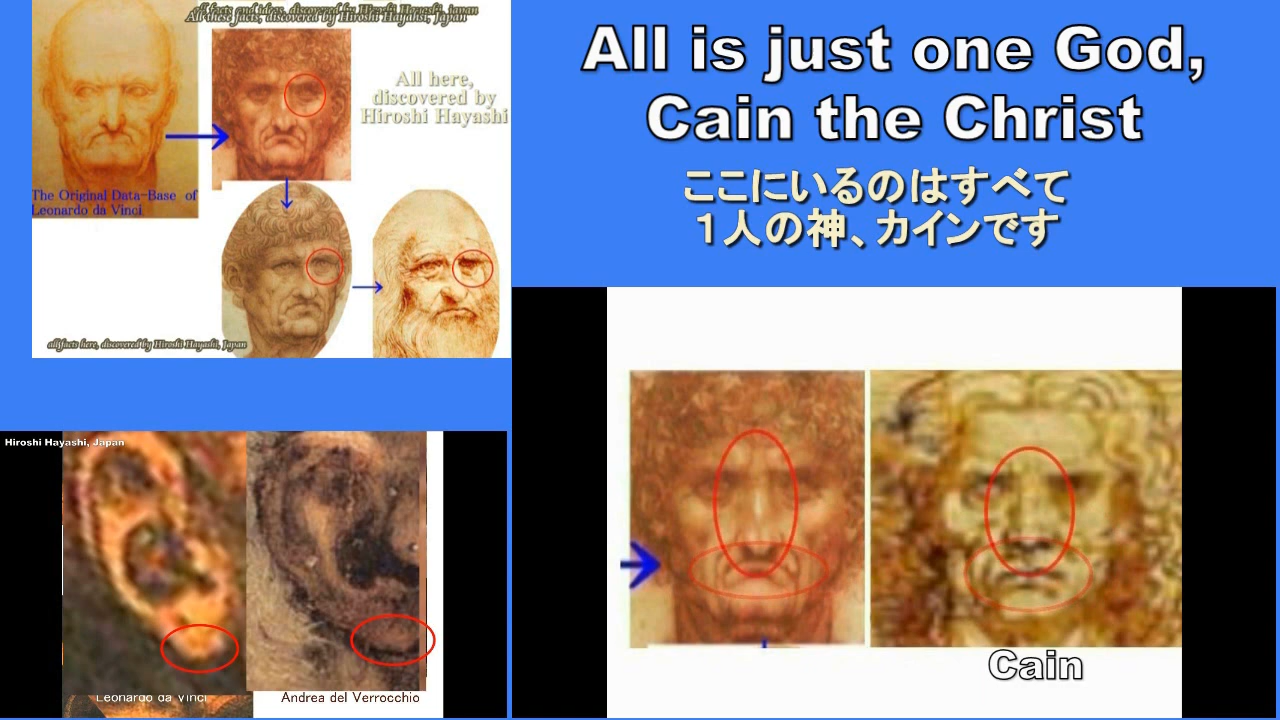 All these facts, discovered by Hiroshi Hayahsi, Japan
All here,
discovered by
Hiroshi Hayashi
The Original Data-Base of
Leonardo da Vinci
all facts here, discovered by Hiroshi Hayashi, Japan
All is just one God,
Cain the Christ
ここにいるのはすべて
１人の神、カインです
Hiroshi Hayashi, Japan
Leonardo da Vinci
Andrea del Verrocchio
Cain